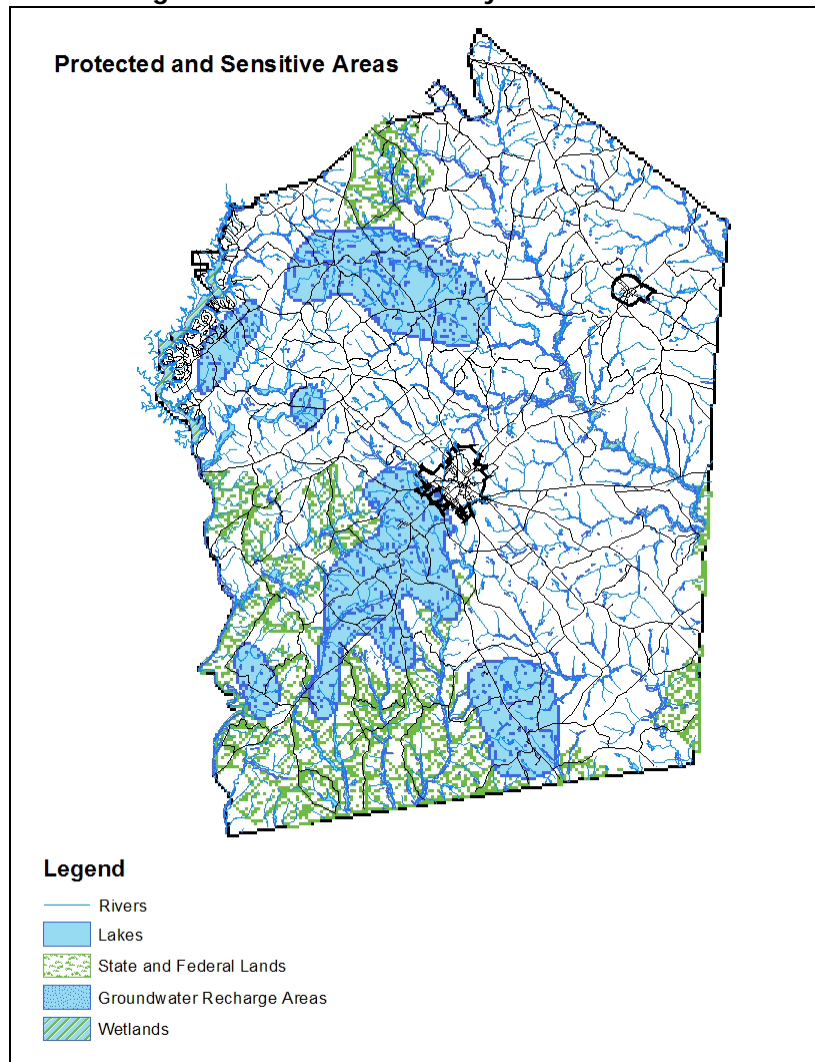 Protected and Sensitive Areas
Legend
Rivers
Lakes
State and Federal Lands
Groundwater Recharge Areas
Wetlands